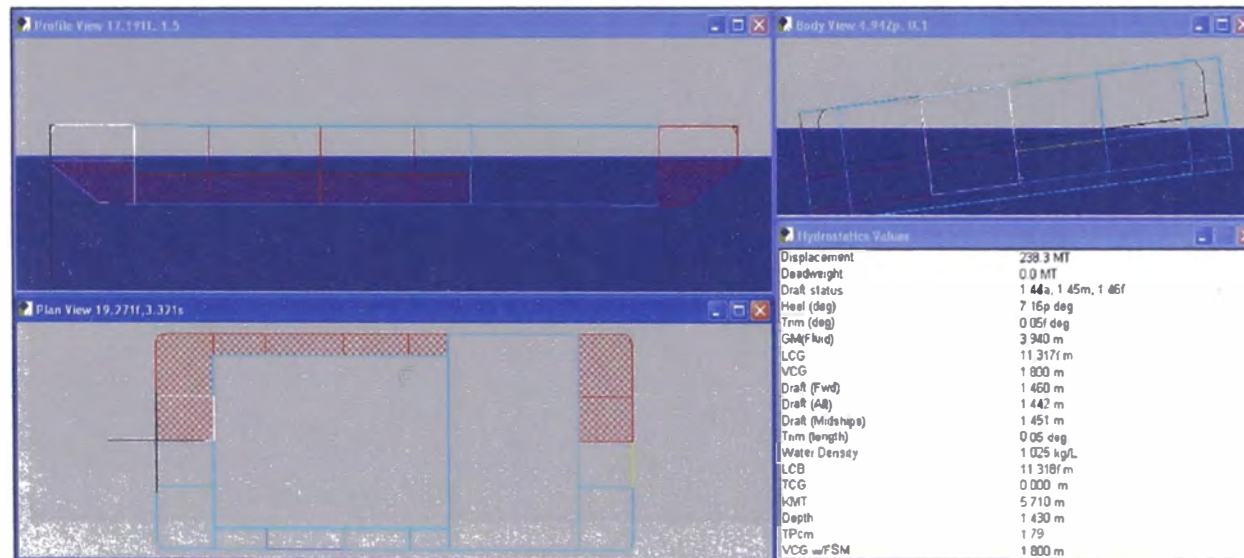 Profile View 17.191f, -1.5
Body View 4.942p, 0.1
Plan View 19.271f,3.321s
Hydrostatics Values
Displacement 238.3 MT
Deadweight 0.0 MT
Draft status 1 44a, 1 45m, 1 46f
Heel (deg) 7 16p deg
Trim (deg) 0 05f deg
GM(Fluid) 3 940 m
LCG 11.317f m
VCG 1 800 m
Draft (Fwd) 1 460 m
Draft (Aft) 1 442 m
Draft (Midships) 1 451 m
Trim (length) 0 05 deg
Water Density 1 025 kg/L
LCB 11 318f m
TCG 0 000 m
KMT 5 710 m
Depth 1 430 m
TPcm 1 79
VCG w/FSM 1 800 m